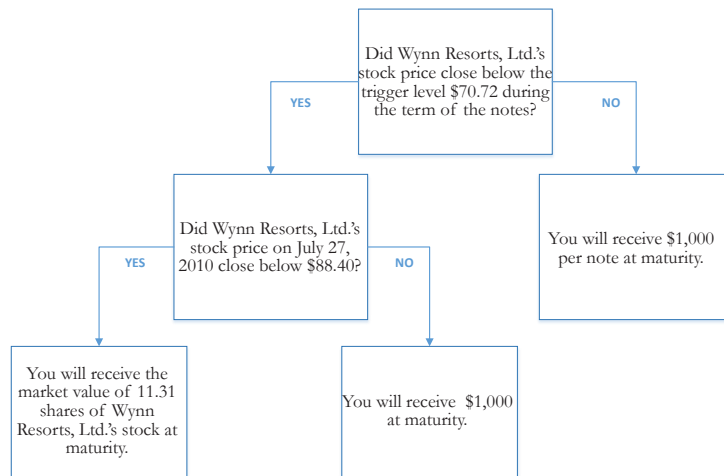 Did Wynn Resorts, Ltd.'s
stock price close below the
trigger level $70.72 during
the term of the notes?
YES
NO
Did Wynn Resorts, Ltd.'s
stock price on July 27,
2010 close below $88.40?
You will receive $1,000
per note at maturity.
YES
NO
You will receive the
market value of 11.31
shares of Wynn
Resorts, Ltd.'s stock at
maturity.
You will receive $1,000
at maturity.